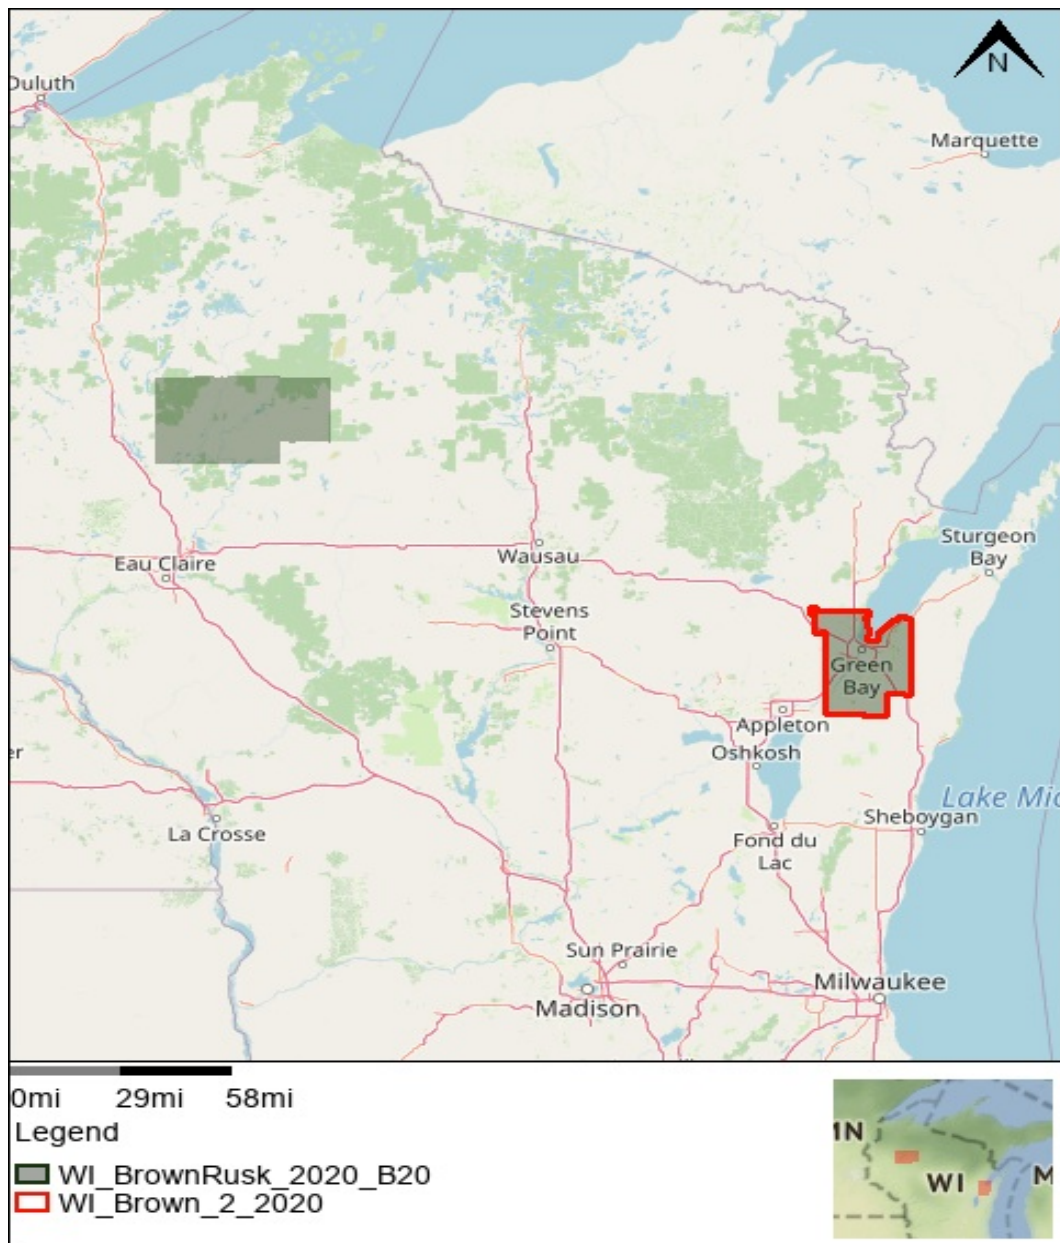 Duluth
N
Marquette
Sturgeon
Bay
Eau Claire
Wausau
Stevens
Point
Green
Bay
Appleton
Oshkosh
er
Lake Mic
Sheboygan
La Crosse
Fond du
Lac
Sun Prairie
Milwaukee
Madison
0mi 29mi 58mi
Legend
WI_BrownRusk_2020_B20
WI_Brown_2_2020
MN
WI
M